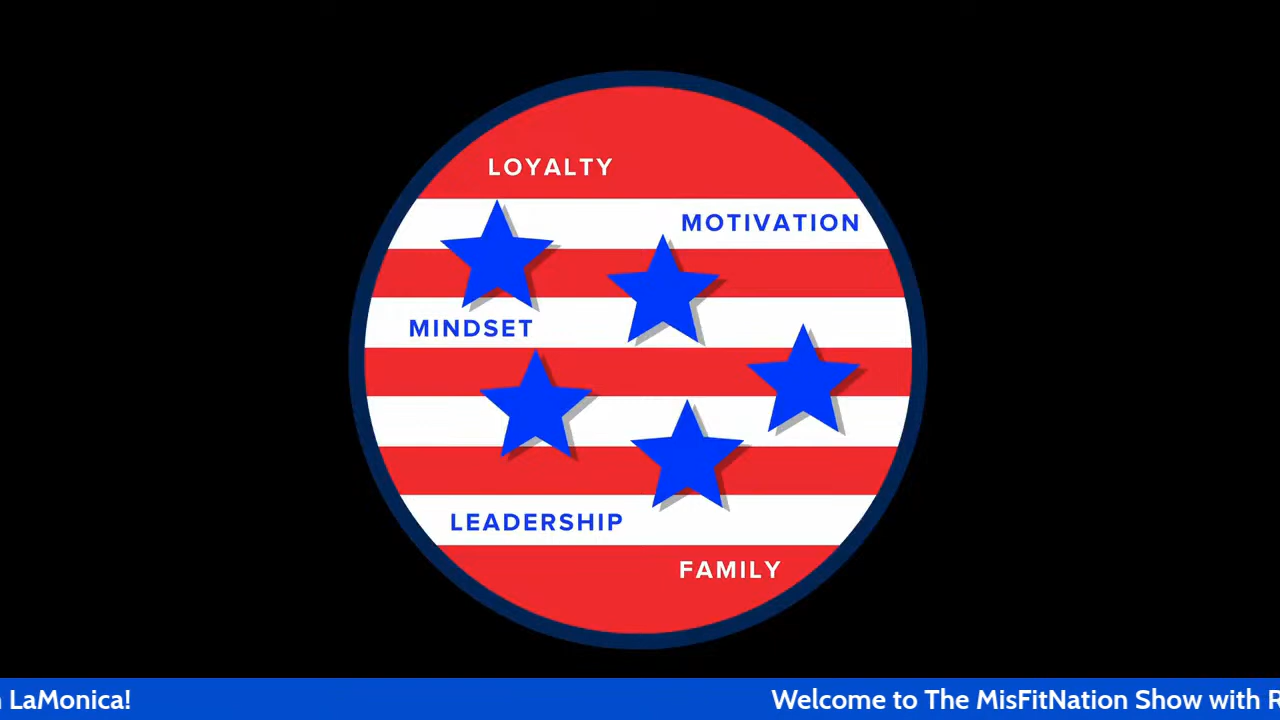 LOYALTY
MOTIVATION
MINDSET
LEADERSHIP
FAMILY
LaMonica! Welcome to The MisFitNation Show with